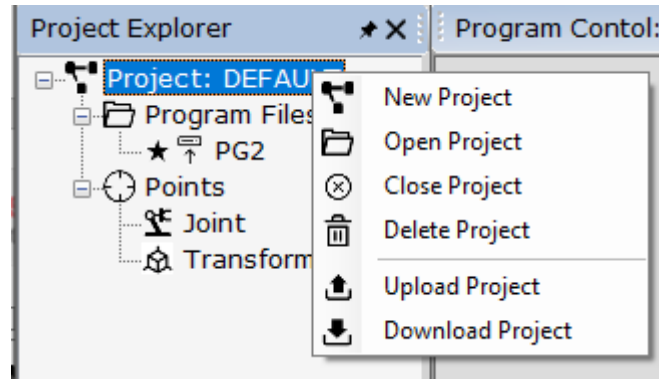 Project Explorer
Program Contol:
Project: DEFAU
Program Files
PG2
Points
Joint
Transform
New Project
Open Project
Close Project
Delete Project
Upload Project
Download Project